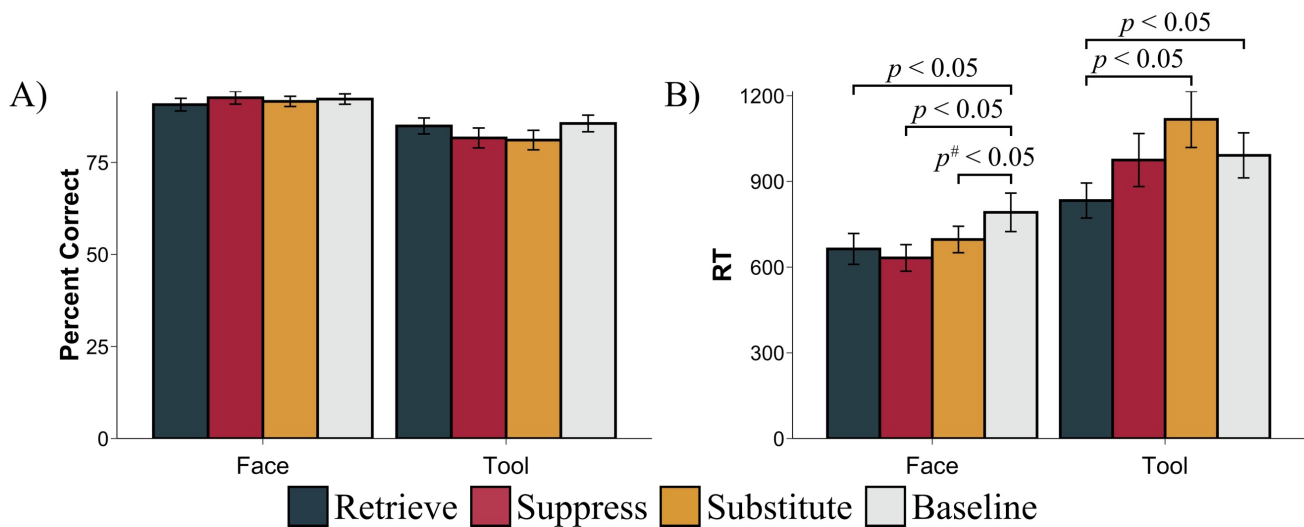 A)
Percent Correct
75
50
25
0
Face
Tool
B)
RT
1200
900
600
300
0
p < 0.05
p < 0.05
p# < 0.05
p < 0.05
p < 0.05
Face
Tool
Retrieve
Suppress
Substitute
Baseline